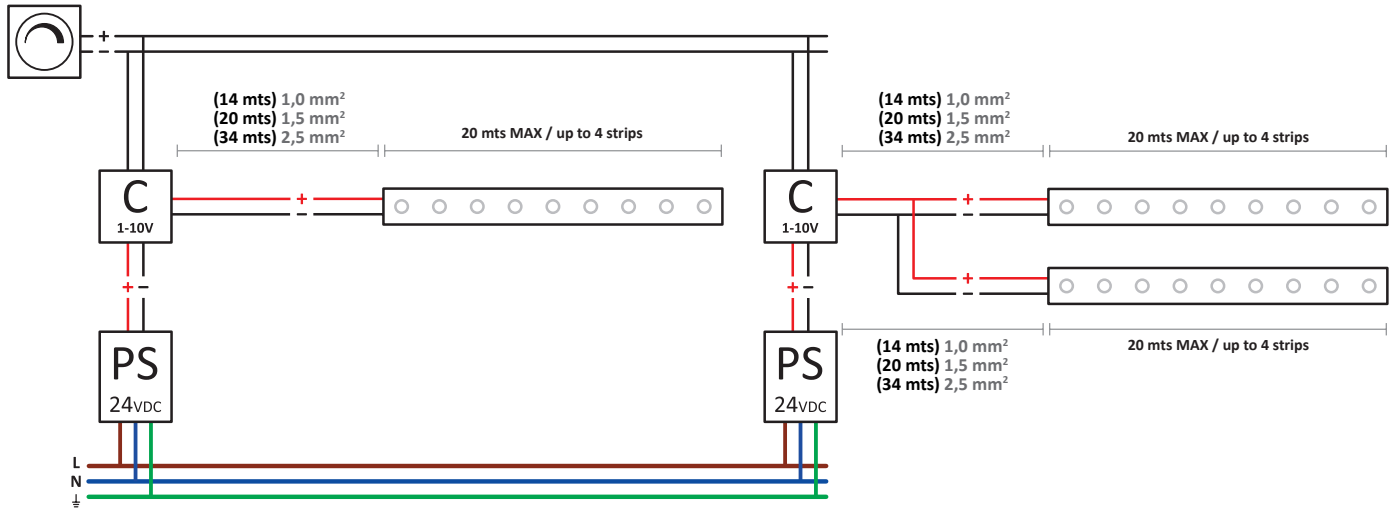 +
−
(14 mts) 1,0 mm²
(20 mts) 1,5 mm²
(34 mts) 2,5 mm²
20 mts MAX / up to 4 strips
(14 mts) 1,0 mm²
(20 mts) 1,5 mm²
(34 mts) 2,5 mm²
20 mts MAX / up to 4 strips
C
1-10V
+
−
C
1-10V
+
−
+
−
+ −
+ −
PS
24VDC
PS
24VDC
(14 mts) 1,0 mm²
(20 mts) 1,5 mm²
(34 mts) 2,5 mm²
20 mts MAX / up to 4 strips
L
N